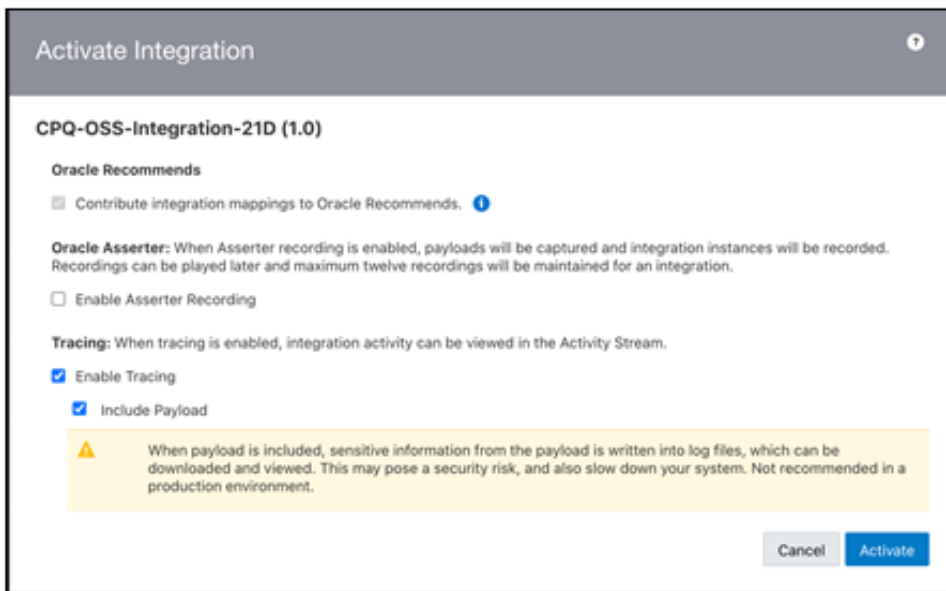 Activate Integration
CPQ-OSS-Integration-21D (1.0)
Oracle Recommends
Contribute integration mappings to Oracle Recommends.
Oracle Asserter: When Asserter recording is enabled, payloads will be captured and integration instances will be recorded.
Recordings can be played later and maximum twelve recordings will be maintained for an integration.
Enable Asserter Recording
Tracing: When tracing is enabled, integration activity can be viewed in the Activity Stream.
Enable Tracing
Include Payload
When payload is included, sensitive information from the payload is written into log files, which can be
downloaded and viewed. This may pose a security risk, and also slow down your system. Not recommended in a
production environment.
Cancel Activate